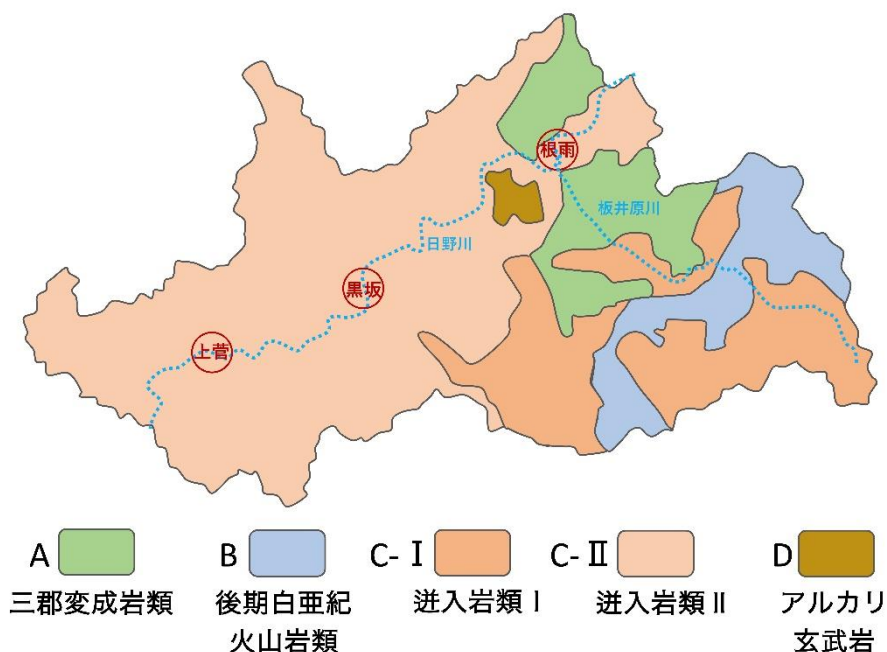 根雨
板井原川
日野川
黒坂
上菅
A
三郡変成岩類
B
後期白亜紀
火山岩類
C-Ⅰ
迸入岩類Ⅰ
C-Ⅱ
迸入岩類Ⅱ
D
アルカリ
玄武岩